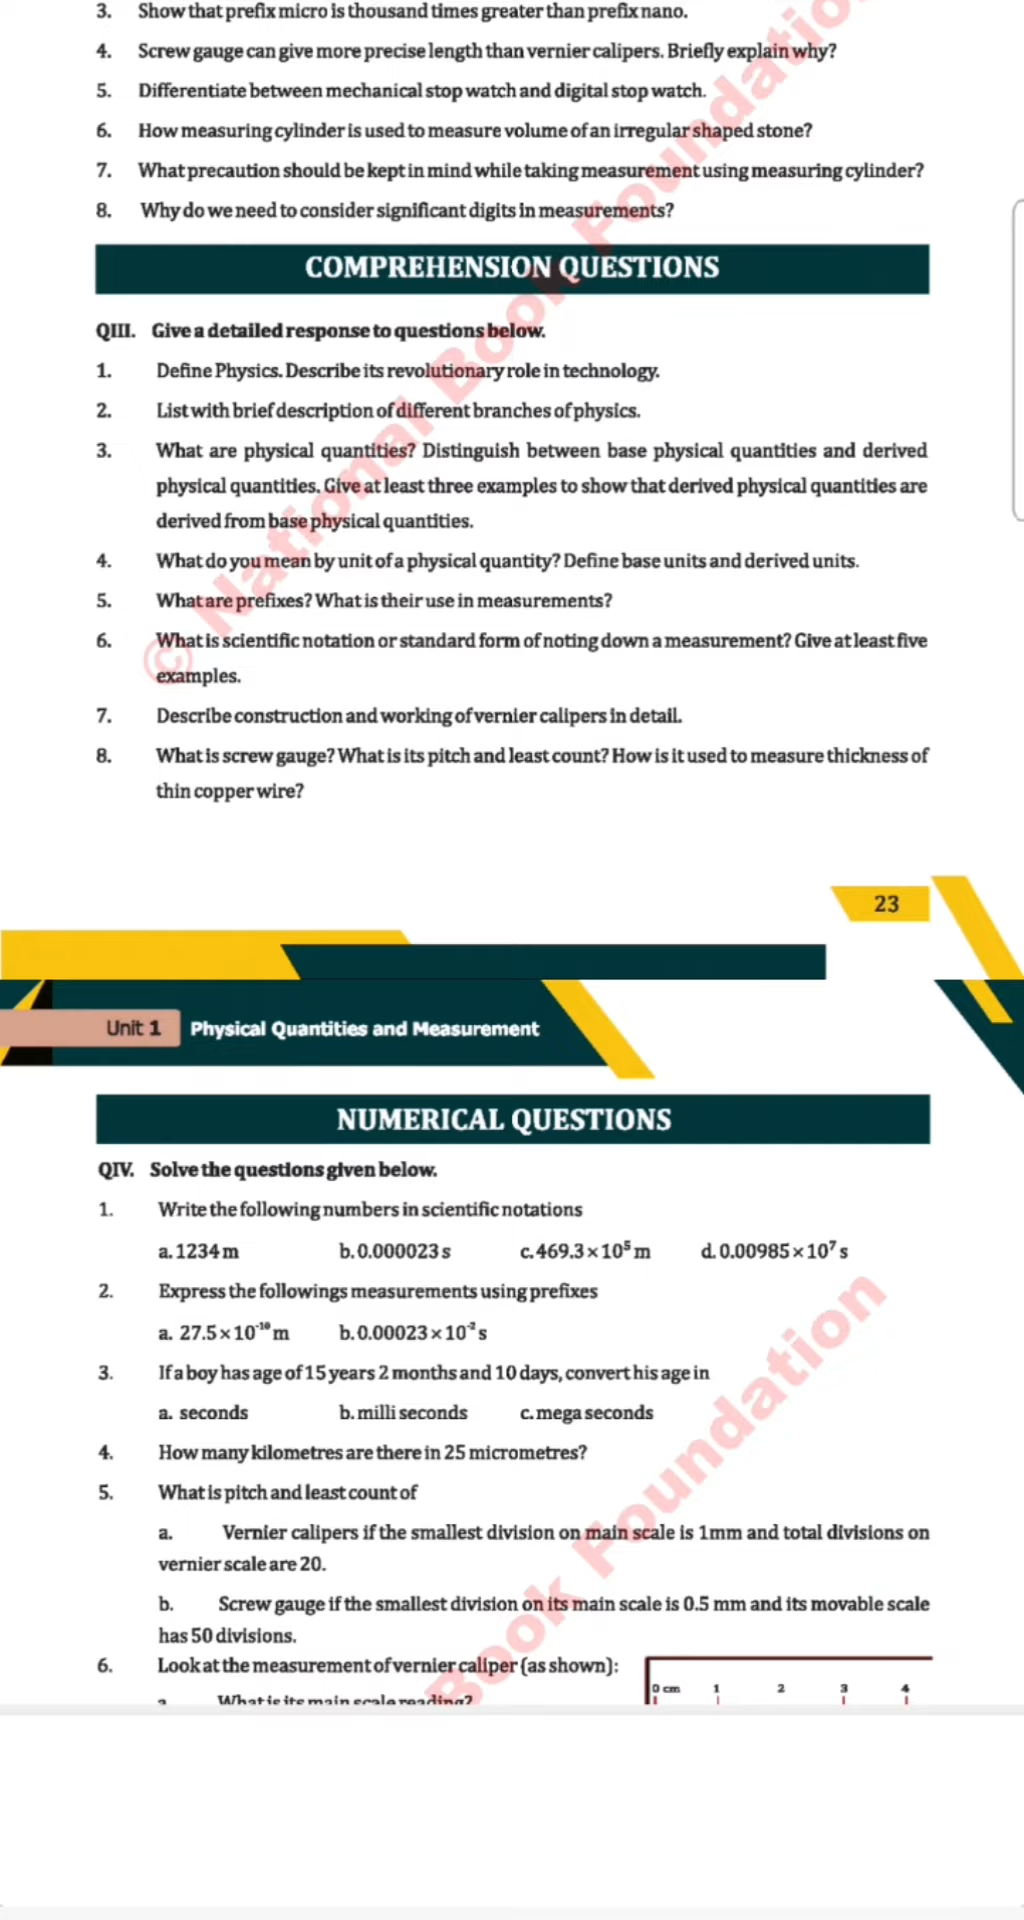 3. Show that prefix micro is thousand times greater than prefix nano.
4. Screw gauge can give more precise length than vernier calipers. Briefly explain why?
5. Differentiate between mechanical stop watch and digital stop watch.
6. How measuring cylinder is used to measure volume of an irregular shaped stone?
7. What precaution should be kept in mind while taking measurement using measuring cylinder?
8. Why do we need to consider significant digits in measurements?
COMPREHENSION QUESTIONS
QIII. Give a detailed response to questions below.
1. Define Physics. Describe its revolutionary role in technology.
2. List with brief description of different branches of physics.
3. What are physical quantities? Distinguish between base physical quantities and derived
physical quantities. Give at least three examples to show that derived physical quantities are
derived from base physical quantities.
4. What do you mean by unit of a physical quantity? Define base units and derived units.
5. What are prefixes? What is their use in measurements?
6. What is scientific notation or standard form of noting down a measurement? Give at least five
examples.
7. Describe construction and working of vernier calipers in detail.
8. What is screw gauge? What is its pitch and least count? How is it used to measure thickness of
thin copper wire?
© National Book Foundation
23
Unit 1 Physical Quantities and Measurement
NUMERICAL QUESTIONS
QIV. Solve the questions given below.
1. Write the following numbers in scientific notations
a. 1234 m b. 0.000023 s c. 469.3 × 10⁵ m d. 0.00985 × 10⁷ s
2. Express the followings measurements using prefixes
a. 27.5 × 10⁻¹⁰ m b. 0.00023 × 10⁻² s
3. If a boy has age of 15 years 2 months and 10 days, convert his age in
a. seconds b. milli seconds c. mega seconds
4. How many kilometres are there in 25 micrometres?
5. What is pitch and least count of
a. Vernier calipers if the smallest division on main scale is 1mm and total divisions on
vernier scale are 20.
b. Screw gauge if the smallest division on its main scale is 0.5 mm and its movable scale
has 50 divisions.
6. Look at the measurement of vernier caliper (as shown):
0 cm 1 2 3 4
a. What is its main scale reading?
Book Foundation